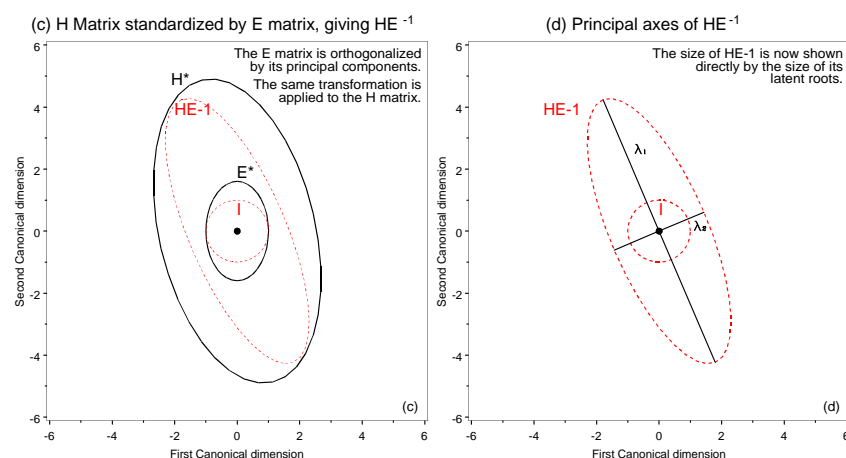 (c) H Matrix standardized by E matrix, giving HE -1
6
4
2
0
-2
-4
-6
Second Canonical dimension
The E matrix is orthogonalized
by its principal components.
The same transformation is
applied to the H matrix.
H*
HE-1
E*
I
(c)
-6 -4 -2 0 2 4 6
First Canonical dimension
(d) Principal axes of HE-1
6
4
2
0
-2
-4
-6
Second Canonical dimension
The size of HE-1 is now shown
directly by the size of its
latent roots.
HE-1
λ1
I
λ2
(d)
-6 -4 -2 0 2 4 6
First Canonical dimension